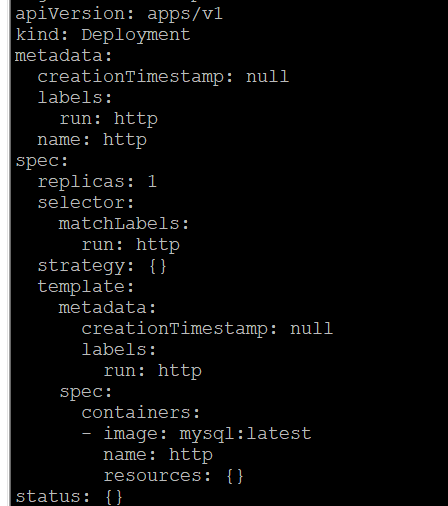 apiVersion: apps/v1
kind: Deployment
metadata:
  creationTimestamp: null
  labels:
    run: http
  name: http
spec:
  replicas: 1
  selector:
    matchLabels:
      run: http
  strategy: {}
  template:
    metadata:
      creationTimestamp: null
      labels:
        run: http
    spec:
      containers:
      - image: mysql:latest
        name: http
        resources: {}
status: {}